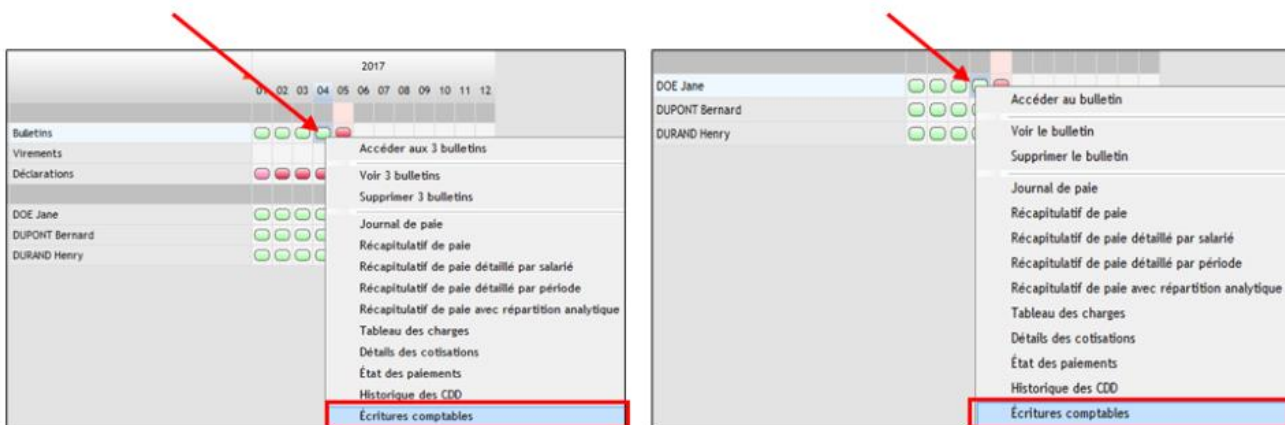 2017
01 02 03 04 05 06 07 08 09 10 11 12
Bulletins
Virements
Déclarations
DOE Jane
DUPONT Bernard
DURAND Henry
Accéder aux 3 bulletins
Voir 3 bulletins
Supprimer 3 bulletins
Journal de paie
Récapitulatif de paie
Récapitulatif de paie détaillé par salarié
Récapitulatif de paie détaillé par période
Récapitulatif de paie avec répartition analytique
Tableau des charges
Détails des cotisations
État des paiements
Historique des CDD
Écritures comptables
DOE Jane
DUPONT Bernard
DURAND Henry
Accéder au bulletin
Voir le bulletin
Supprimer le bulletin
Journal de paie
Récapitulatif de paie
Récapitulatif de paie détaillé par salarié
Récapitulatif de paie détaillé par période
Récapitulatif de paie avec répartition analytique
Tableau des charges
Détails des cotisations
État des paiements
Historique des CDD
Écritures comptables